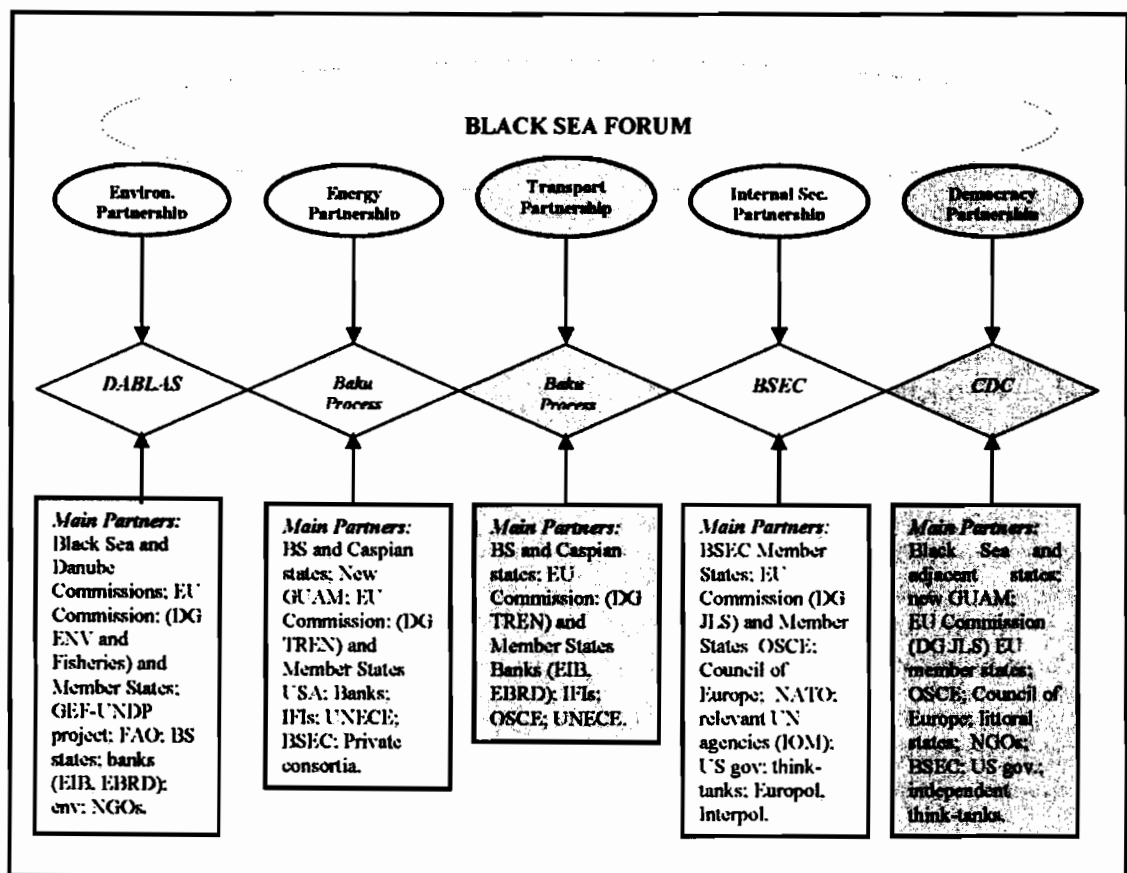 BLACK SEA FORUM
Environ.
Partnership
Energy
Partnership
Transport
Partnership
Internal Sec.
Partnership
Democracy
Partnership
DABLAS
Baku
Process
Baku
Process
BSEC
CDC
Main Partners:
Black Sea and
Danube
Commissions; EU
Commission: (DG
ENV and
Fisheries) and
Member States;
GEF-UNDP
project; FAO; BS
states; banks
(EIB, EBRD);
env; NGOs.
Main Partners:
BS and Caspian
states; New
GUAM; EU
Commission: (DG
TREN) and
Member States
USA; Banks;
IFIs; UNECE;
BSEC; Private
consortia.
Main Partners:
BS and Caspian
states; EU
Commission: (DG
TREN) and
Member States
Banks (EIB,
EBRD); IFIs;
OSCE; UNECE.
Main Partners:
BSEC Member
States; EU
Commission (DG
JLS) and Member
States OSCE;
Council of
Europe; NATO;
relevant UN
agencies (IOM);
US gov; think-
tanks; Europol,
Interpol.
Main Partners:
Black Sea and
adjacent states;
new GUAM;
EU Commission
(DG JLS) EU
member states;
OSCE; Council of
Europe; littoral
states; NGOs;
BSEC; US gov.;
independent
think-tanks.